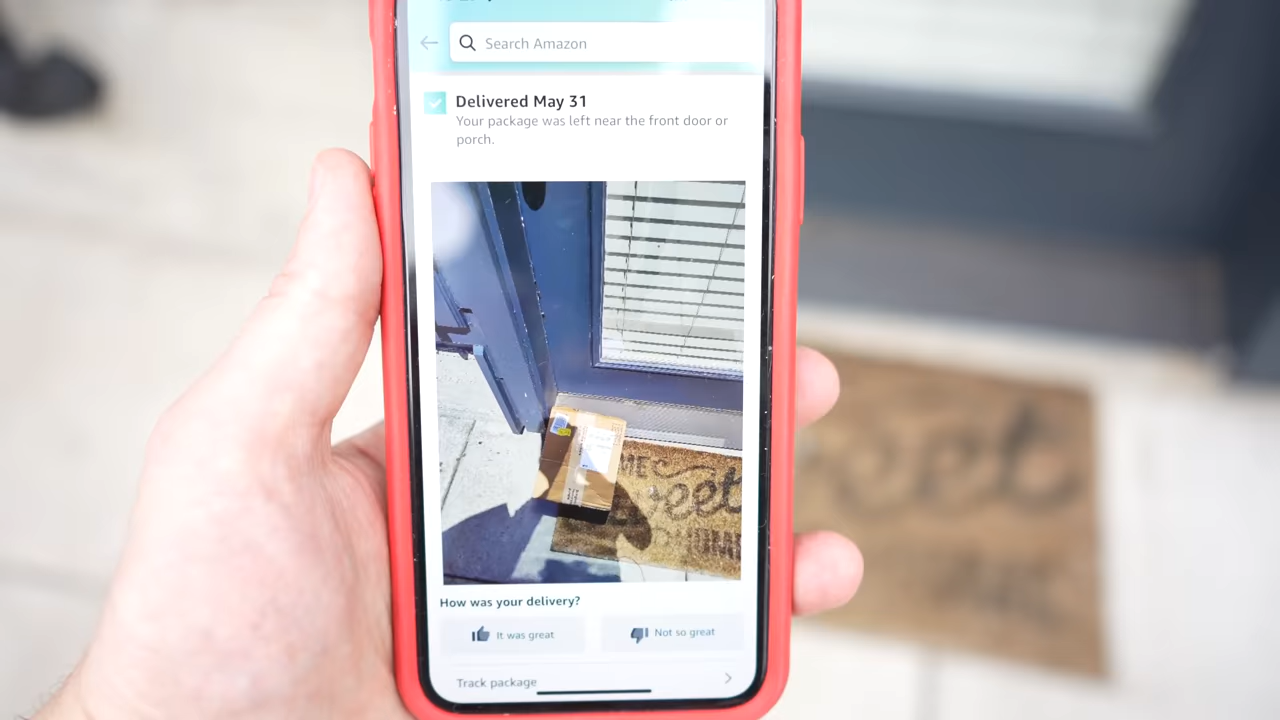 Search Amazon
Delivered May 31
Your package was left near the front door or
porch.
eet
How was your delivery?
It was great
Not so great
Track package